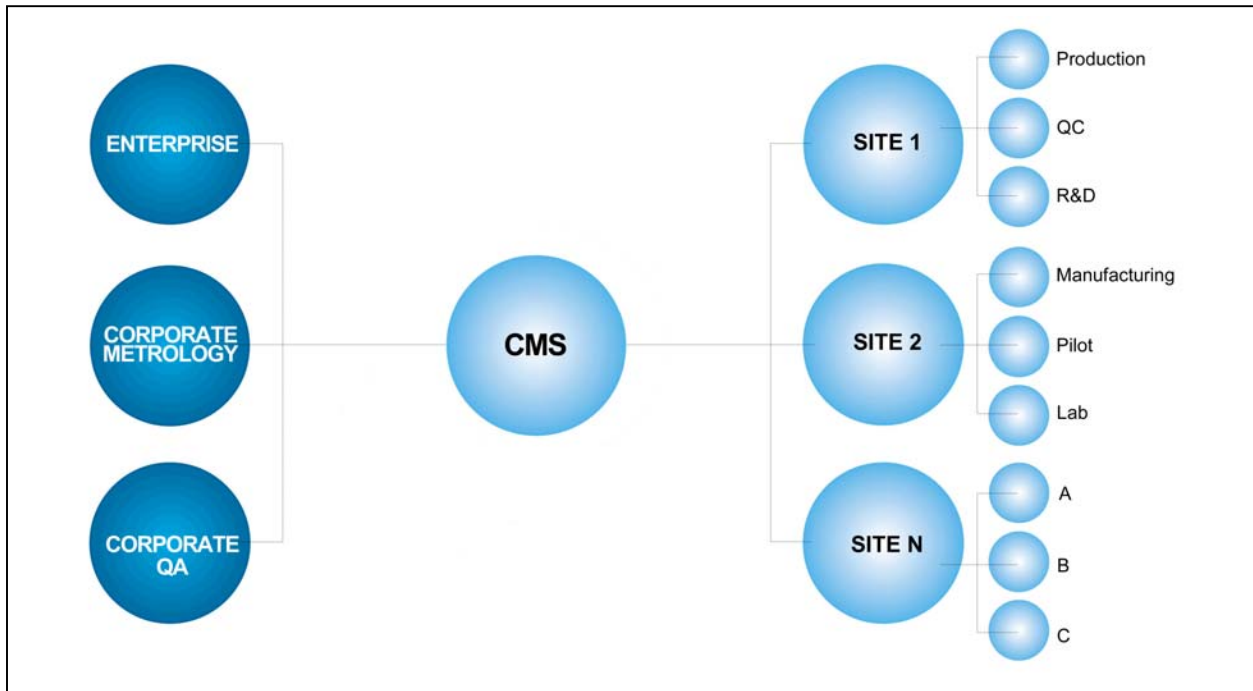 ENTERPRISE
CORPORATE
METROLOGY
CORPORATE
QA
CMS
SITE 1
Production
QC
R&D
SITE 2
Manufacturing
Pilot
Lab
SITE N
A
B
C